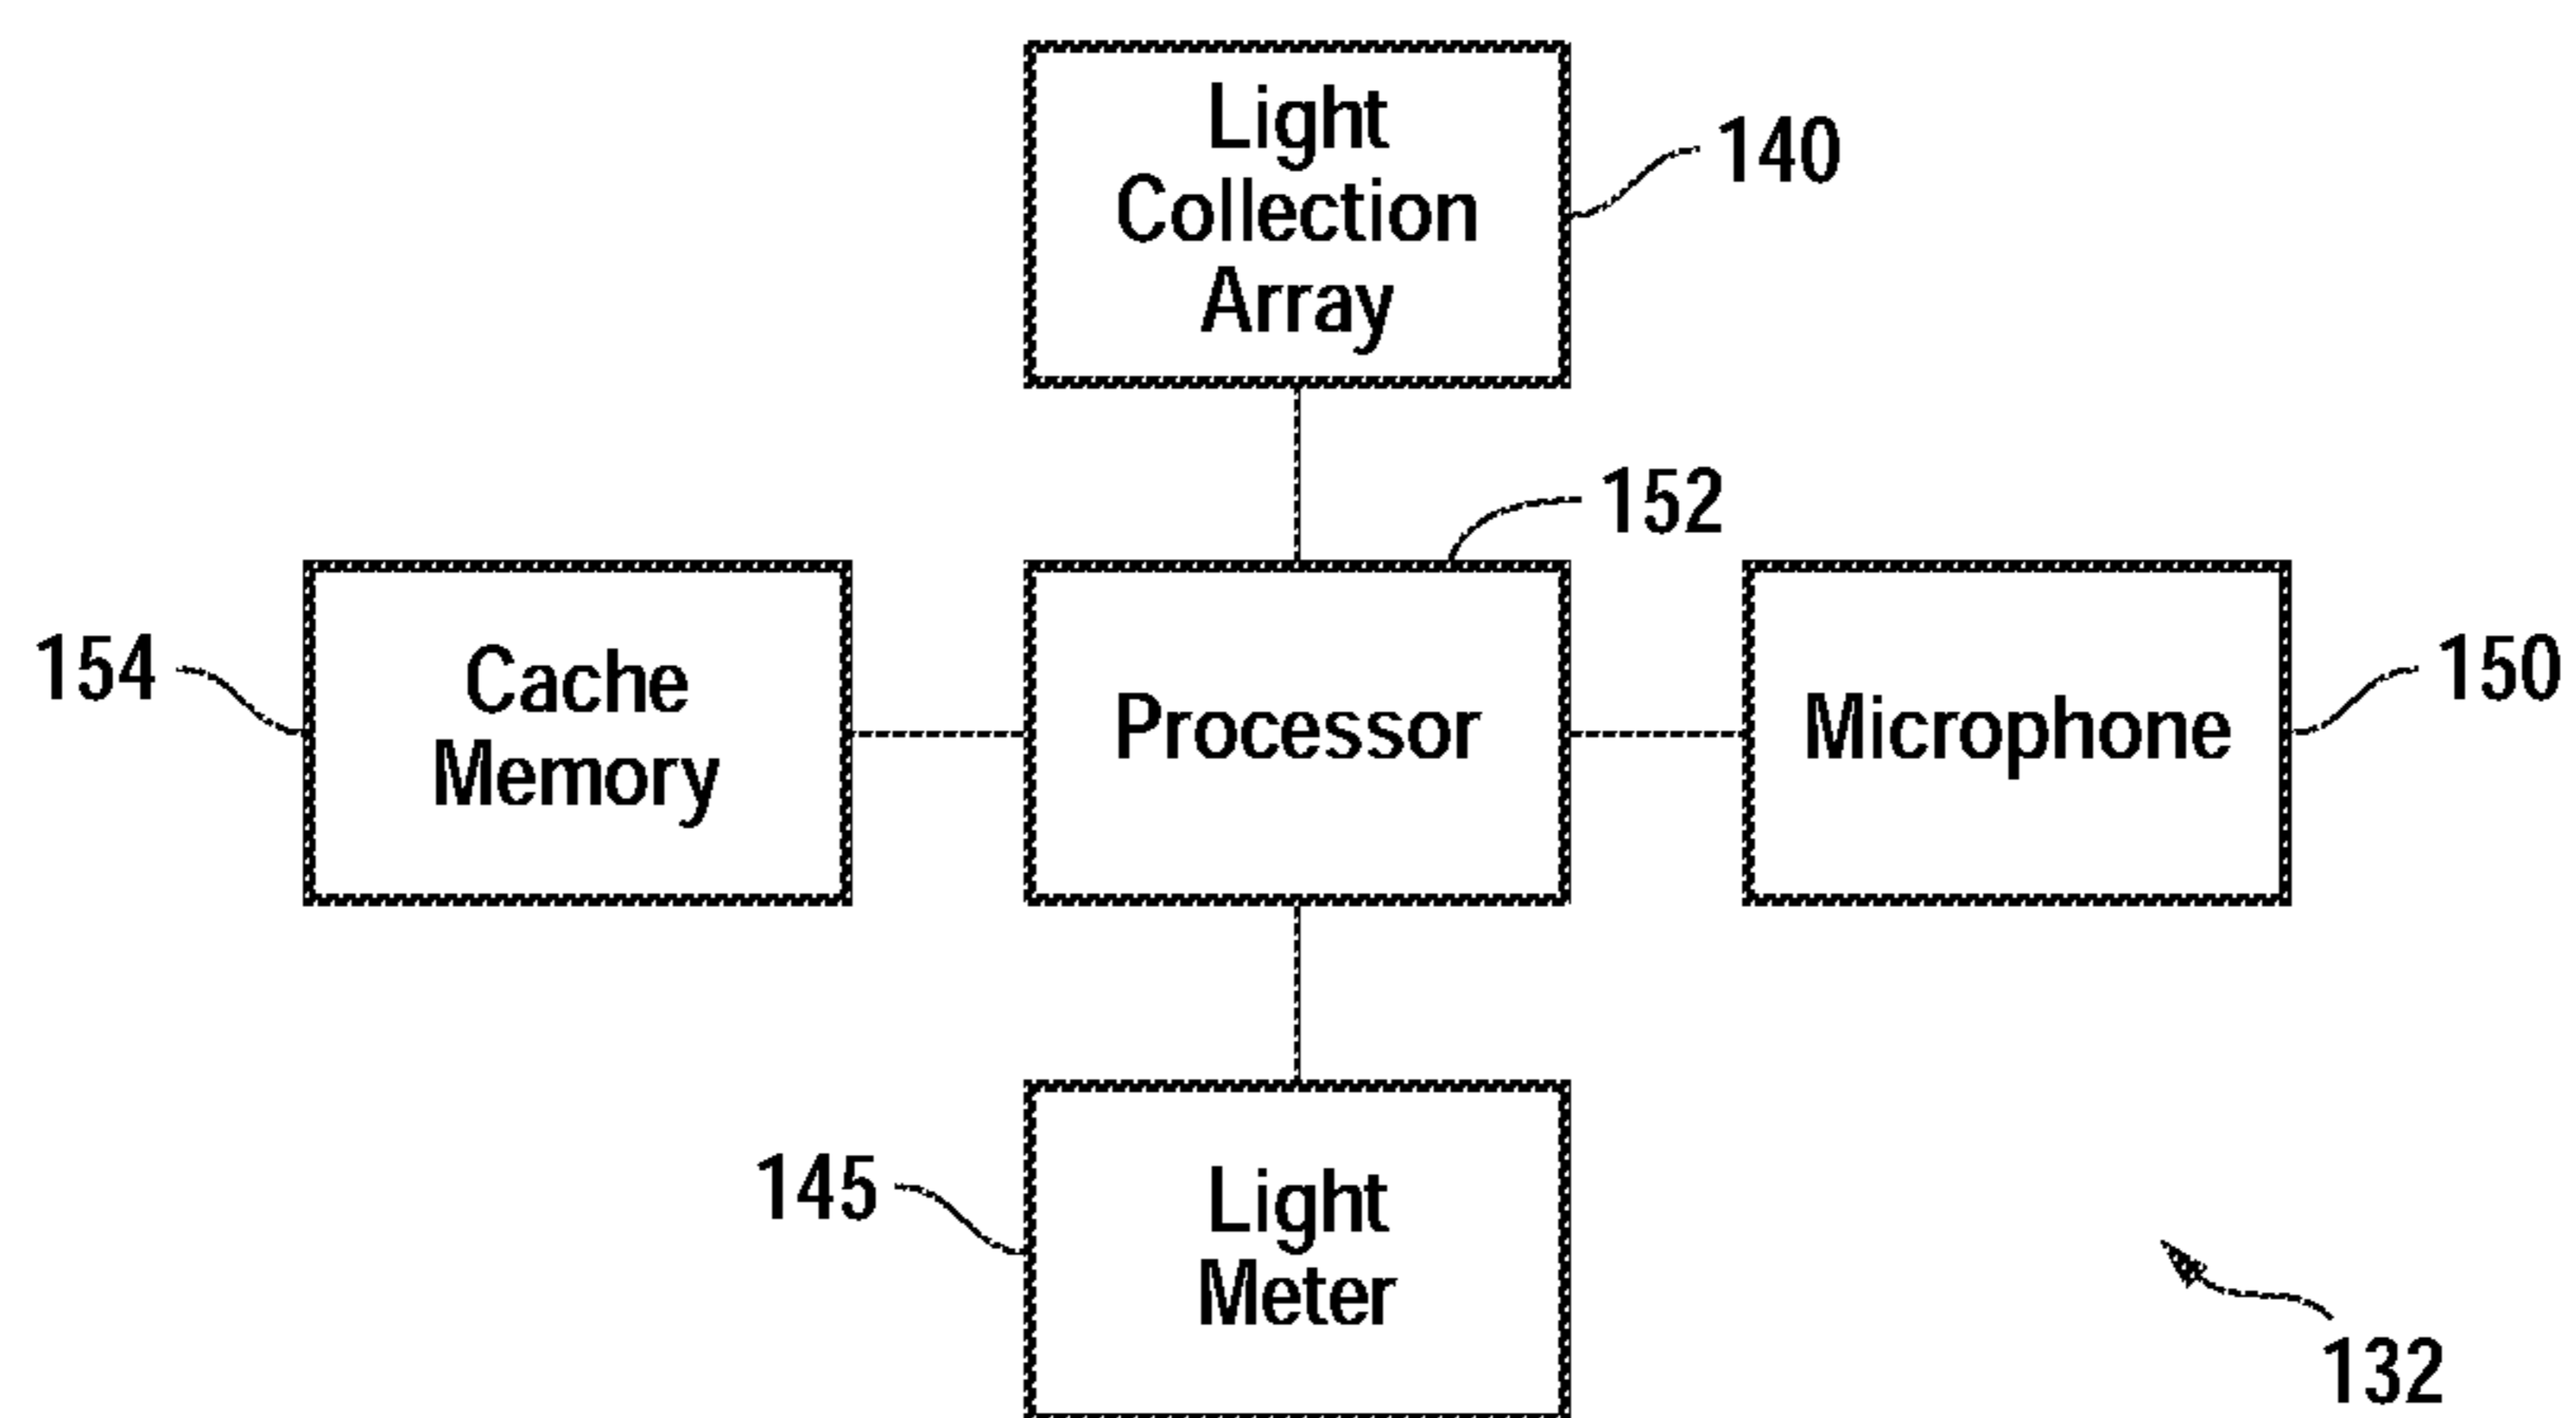 Light
Collection
Array
140
152
154
Cache
Memory
Processor
Microphone
150
145
Light
Meter
132